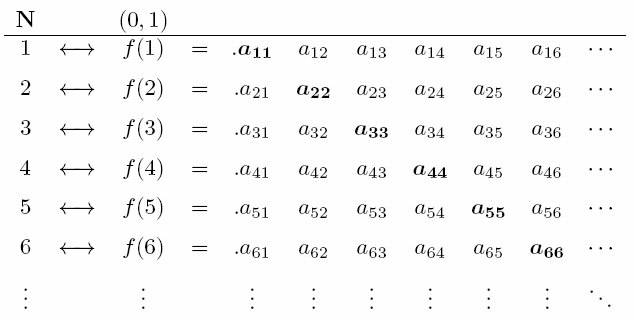 N (0, 1)
1 ⟷ f(1) = .a₁₁ a₁₂ a₁₃ a₁₄ a₁₅ a₁₆ ⋯
2 ⟷ f(2) = .a₂₁ a₂₂ a₂₃ a₂₄ a₂₅ a₂₆ ⋯
3 ⟷ f(3) = .a₃₁ a₃₂ a₃₃ a₃₄ a₃₅ a₃₆ ⋯
4 ⟷ f(4) = .a₄₁ a₄₂ a₄₃ a₄₄ a₄₅ a₄₆ ⋯
5 ⟷ f(5) = .a₅₁ a₅₂ a₅₃ a₅₄ a₅₅ a₅₆ ⋯
6 ⟷ f(6) = .a₆₁ a₆₂ a₆₃ a₆₄ a₆₅ a₆₆ ⋯
⋮ ⋮ ⋮ ⋮ ⋮ ⋮ ⋮ ⋮ ⋱